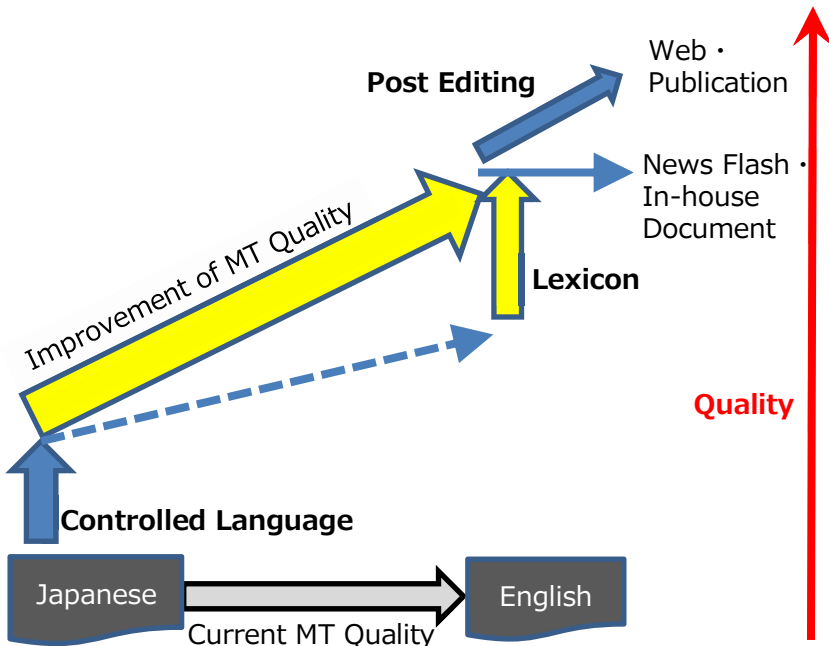 Web・
Publication
Post Editing
News Flash・
In-house
Document
Improvement of MT Quality
Lexicon
Quality
Controlled Language
Japanese
English
Current MT Quality